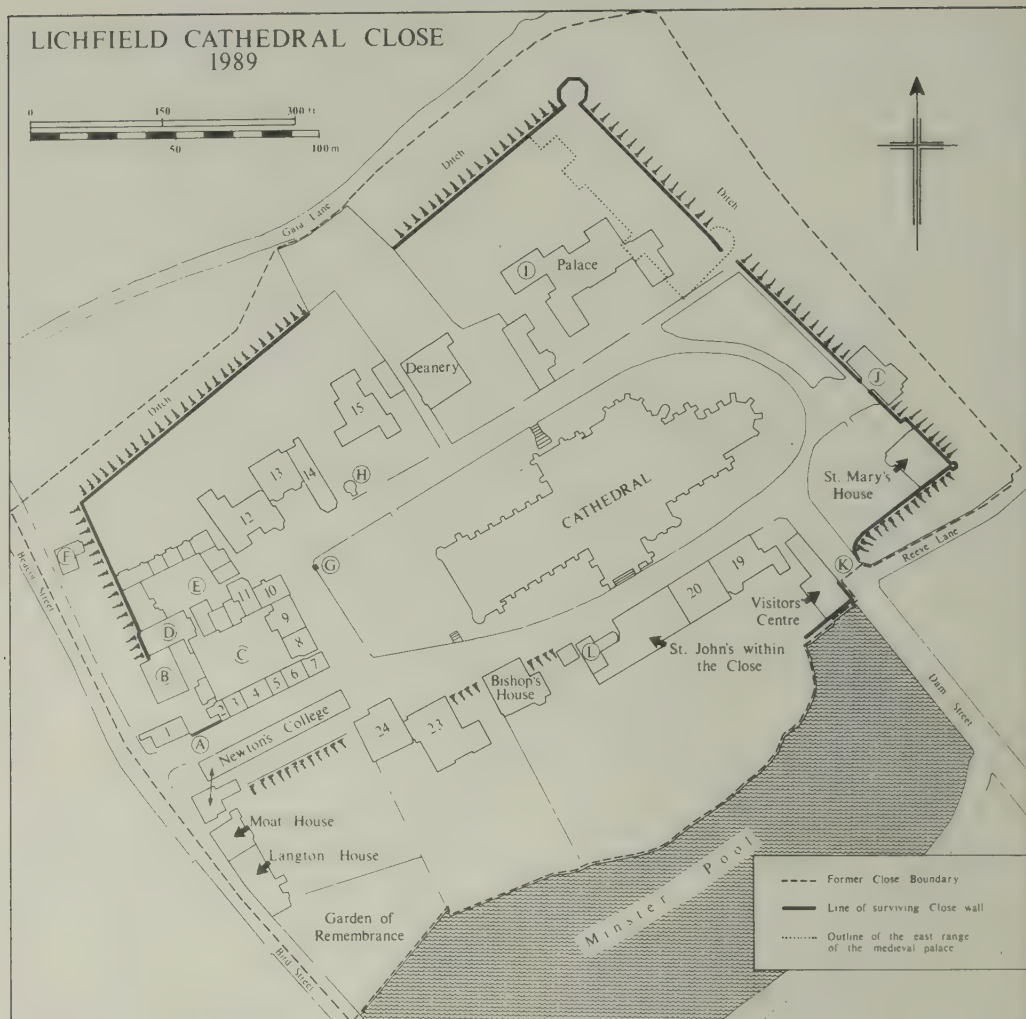 LICHFIELD CATHEDRAL CLOSE
1989
0 150 300 ft
50 100 m
Gaia Lane
Ditch
Ditch
Ditch
I
Palace
Deanery
15
J
13
14
H
12
CATHEDRAL
St. Mary's
House
F
Beacon Street
G
E
K
Reeve Lane
11
10
19
D
9
20
Visitors
Centre
C
8
B
L
St. John's within
the Close
7
6
5
4
3
2
Bishop's
House
1
A
Newton's College
24
23
Dam Street
Moat House
Langton House
Minster Pool
Garden of
Remembrance
Bird Street
Former Close Boundary
Line of surviving Close wall
Outline of the east range
of the medieval palace